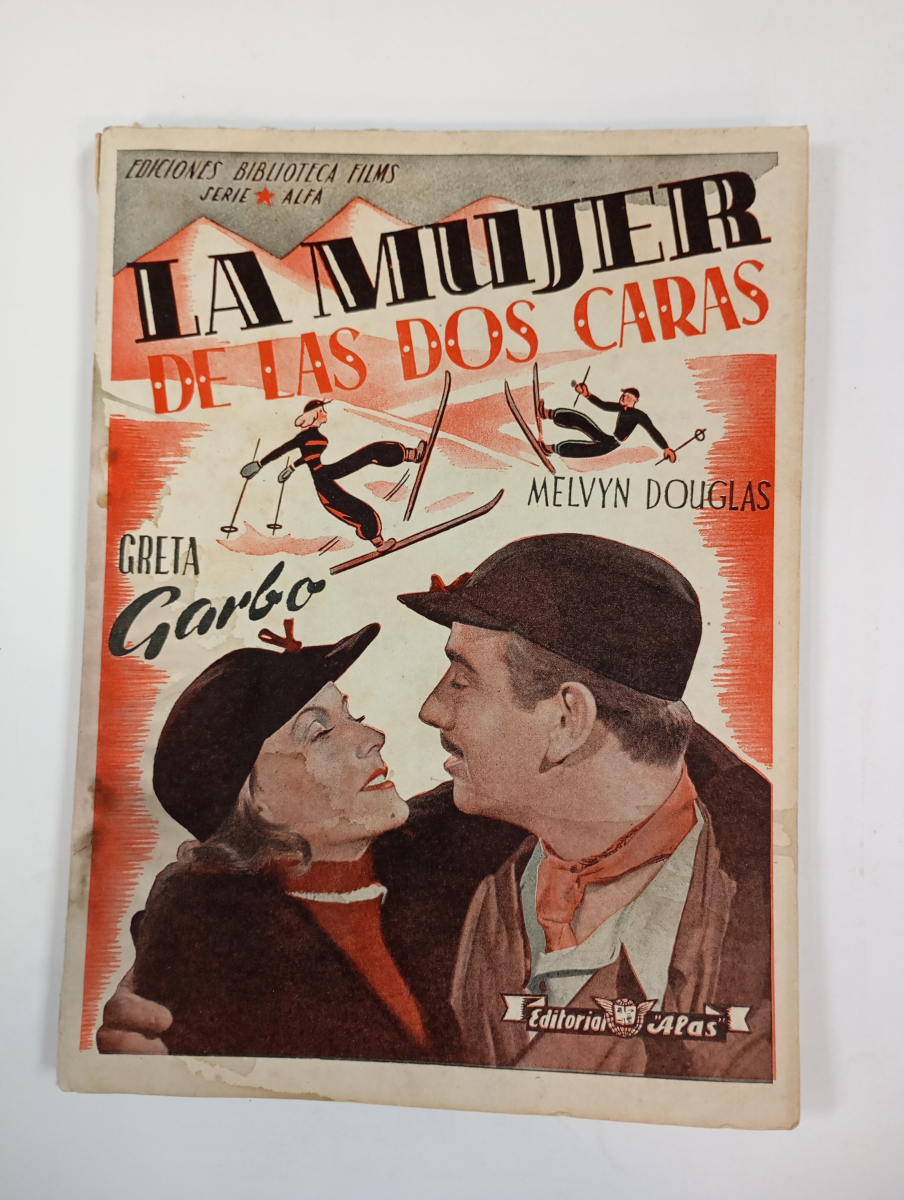 EDICIONES BIBLIOTECA FILMS
SERIE ★ ALFA
LA MUJER
DE LAS DOS CARAS
MELVYN DOUGLAS
GRETA
Garbo
Editorial "Alas"